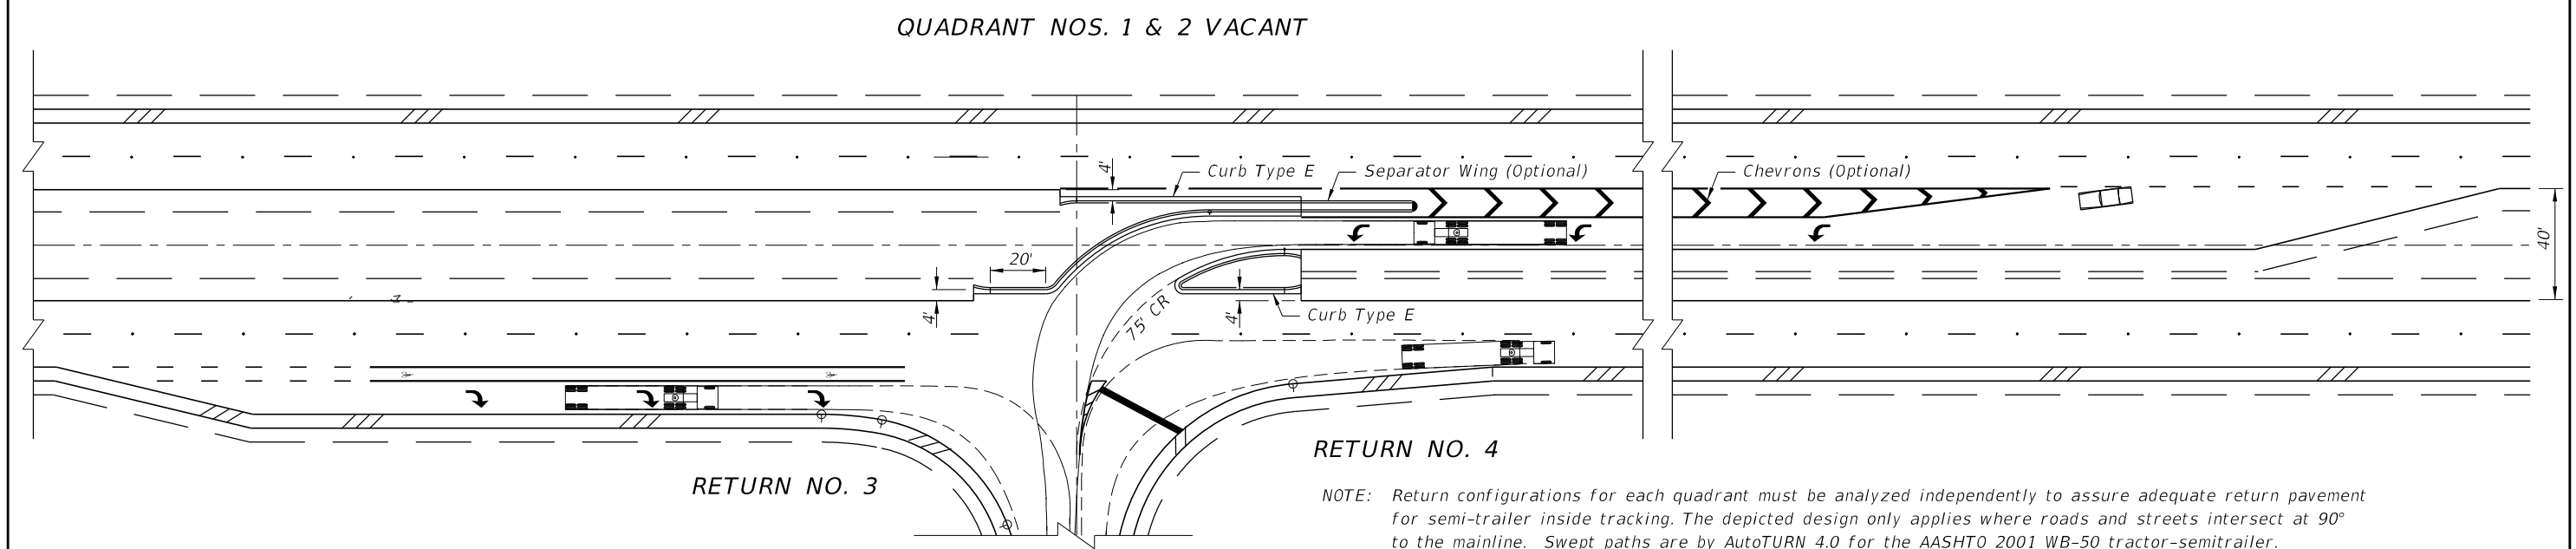 QUADRANT NOS. 1 & 2 VACANT
4'
Curb Type E
Separator Wing (Optional)
Chevrons (Optional)
20'
40'
4'
75' CR
4'
Curb Type E
RETURN NO. 3
RETURN NO. 4
NOTE: Return configurations for each quadrant must be analyzed independently to assure adequate return pavement
for semi-trailer inside tracking. The depicted design only applies where roads and streets intersect at 90°
to the mainline. Swept paths are by AutoTURN 4.0 for the AASHTO 2001 WB-50 tractor-semitrailer.